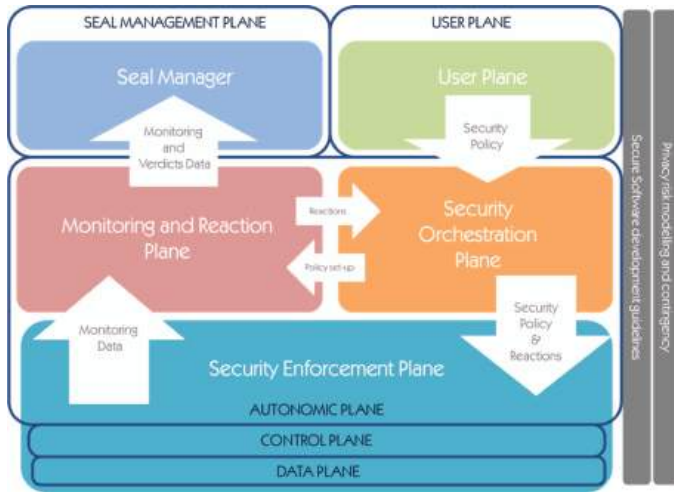 SEAL MANAGEMENT PLANE
USER PLANE
Seal Manager
User Plane
Monitoring
and
Verdicts Data
Security
Policy
Monitoring and Reaction
Plane
Reactions
Policy set-up
Security
Orchestration
Plane
Monitoring
Data
Security
Policy
&
Reactions
Security Enforcement Plane
AUTONOMIC PLANE
CONTROL PLANE
DATA PLANE
Secure Software development guidelines
Privacy risk modelling and contingency